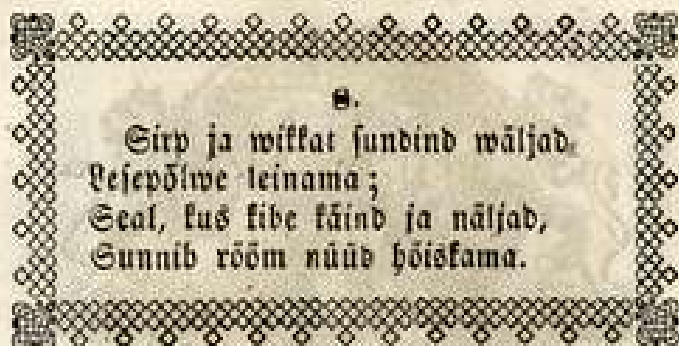 8.
Sirp ja wikkat sundind wäljad
Lesepõlwe leinama;
Seal, kus kibe käind ja näljad,
Sunnib rõõm nüüd hõiskama.